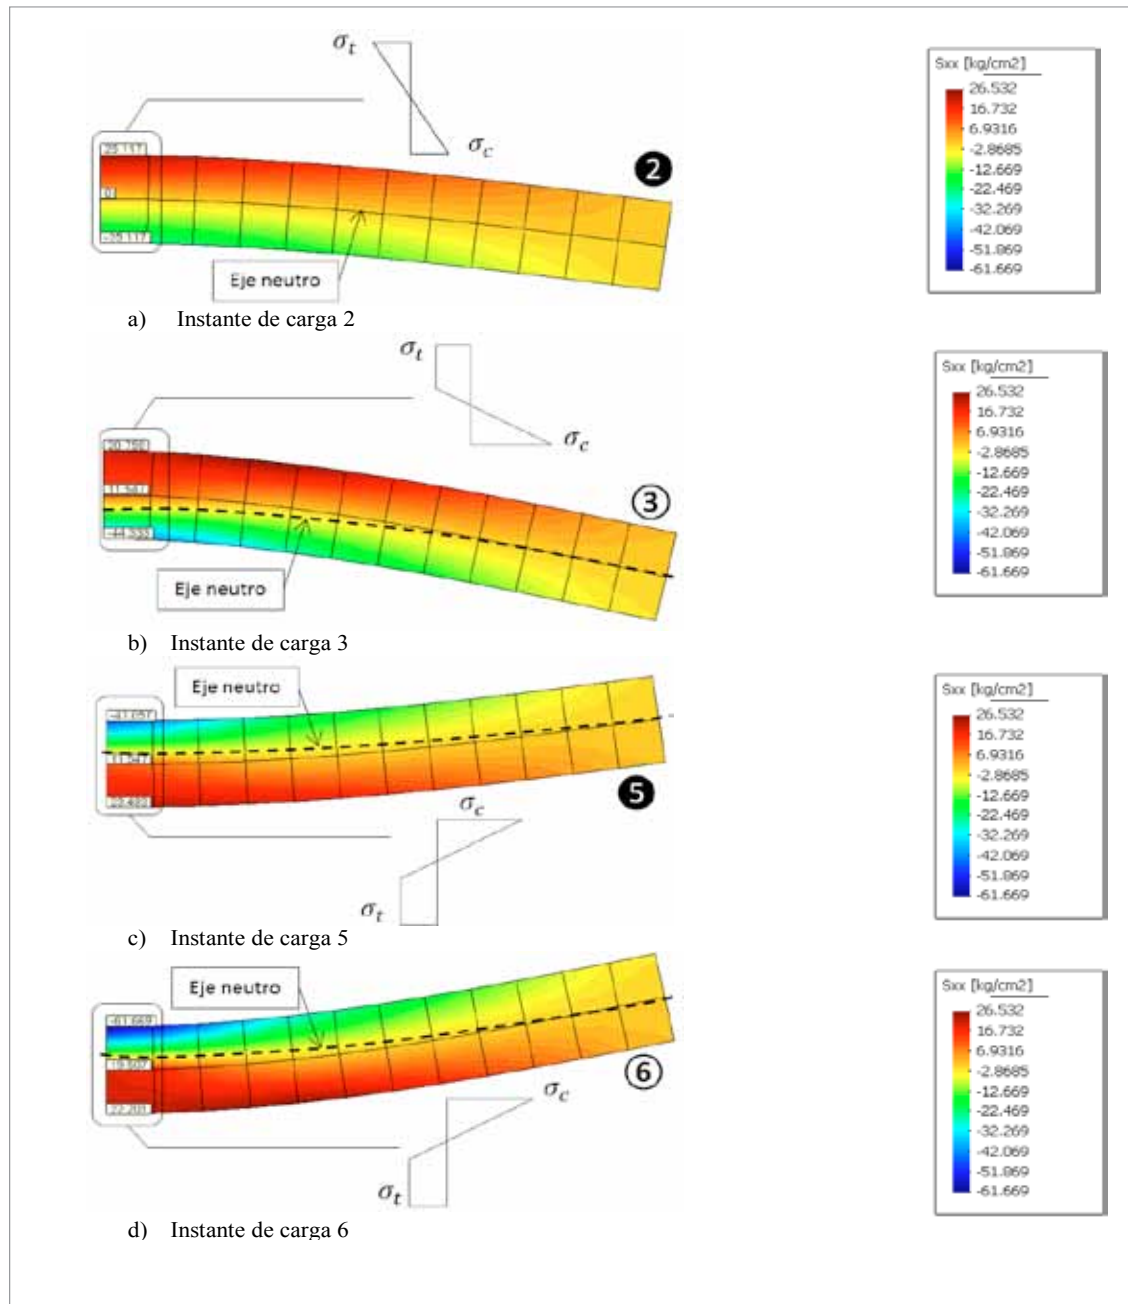 σt
σc
Sxx [kg/cm2]
26.532
16.732
6.9316
-2.8685
-12.669
-22.469
-32.269
-42.069
-51.869
-61.669
0
2
Eje neutro
a) Instante de carga 2
σt
σc
Sxx [kg/cm2]
26.532
16.732
6.9316
-2.8685
-12.669
-22.469
-32.269
-42.069
-51.869
-61.669
3
Eje neutro
b) Instante de carga 3
Eje neutro
Sxx [kg/cm2]
26.532
16.732
6.9316
-2.8685
-12.669
-22.469
-32.269
-42.069
-51.869
-61.669
5
σc
σt
c) Instante de carga 5
Eje neutro
Sxx [kg/cm2]
26.532
16.732
6.9316
-2.8685
-12.669
-22.469
-32.269
-42.069
-51.869
-61.669
-61.669
6
σc
σt
d) Instante de carga 6